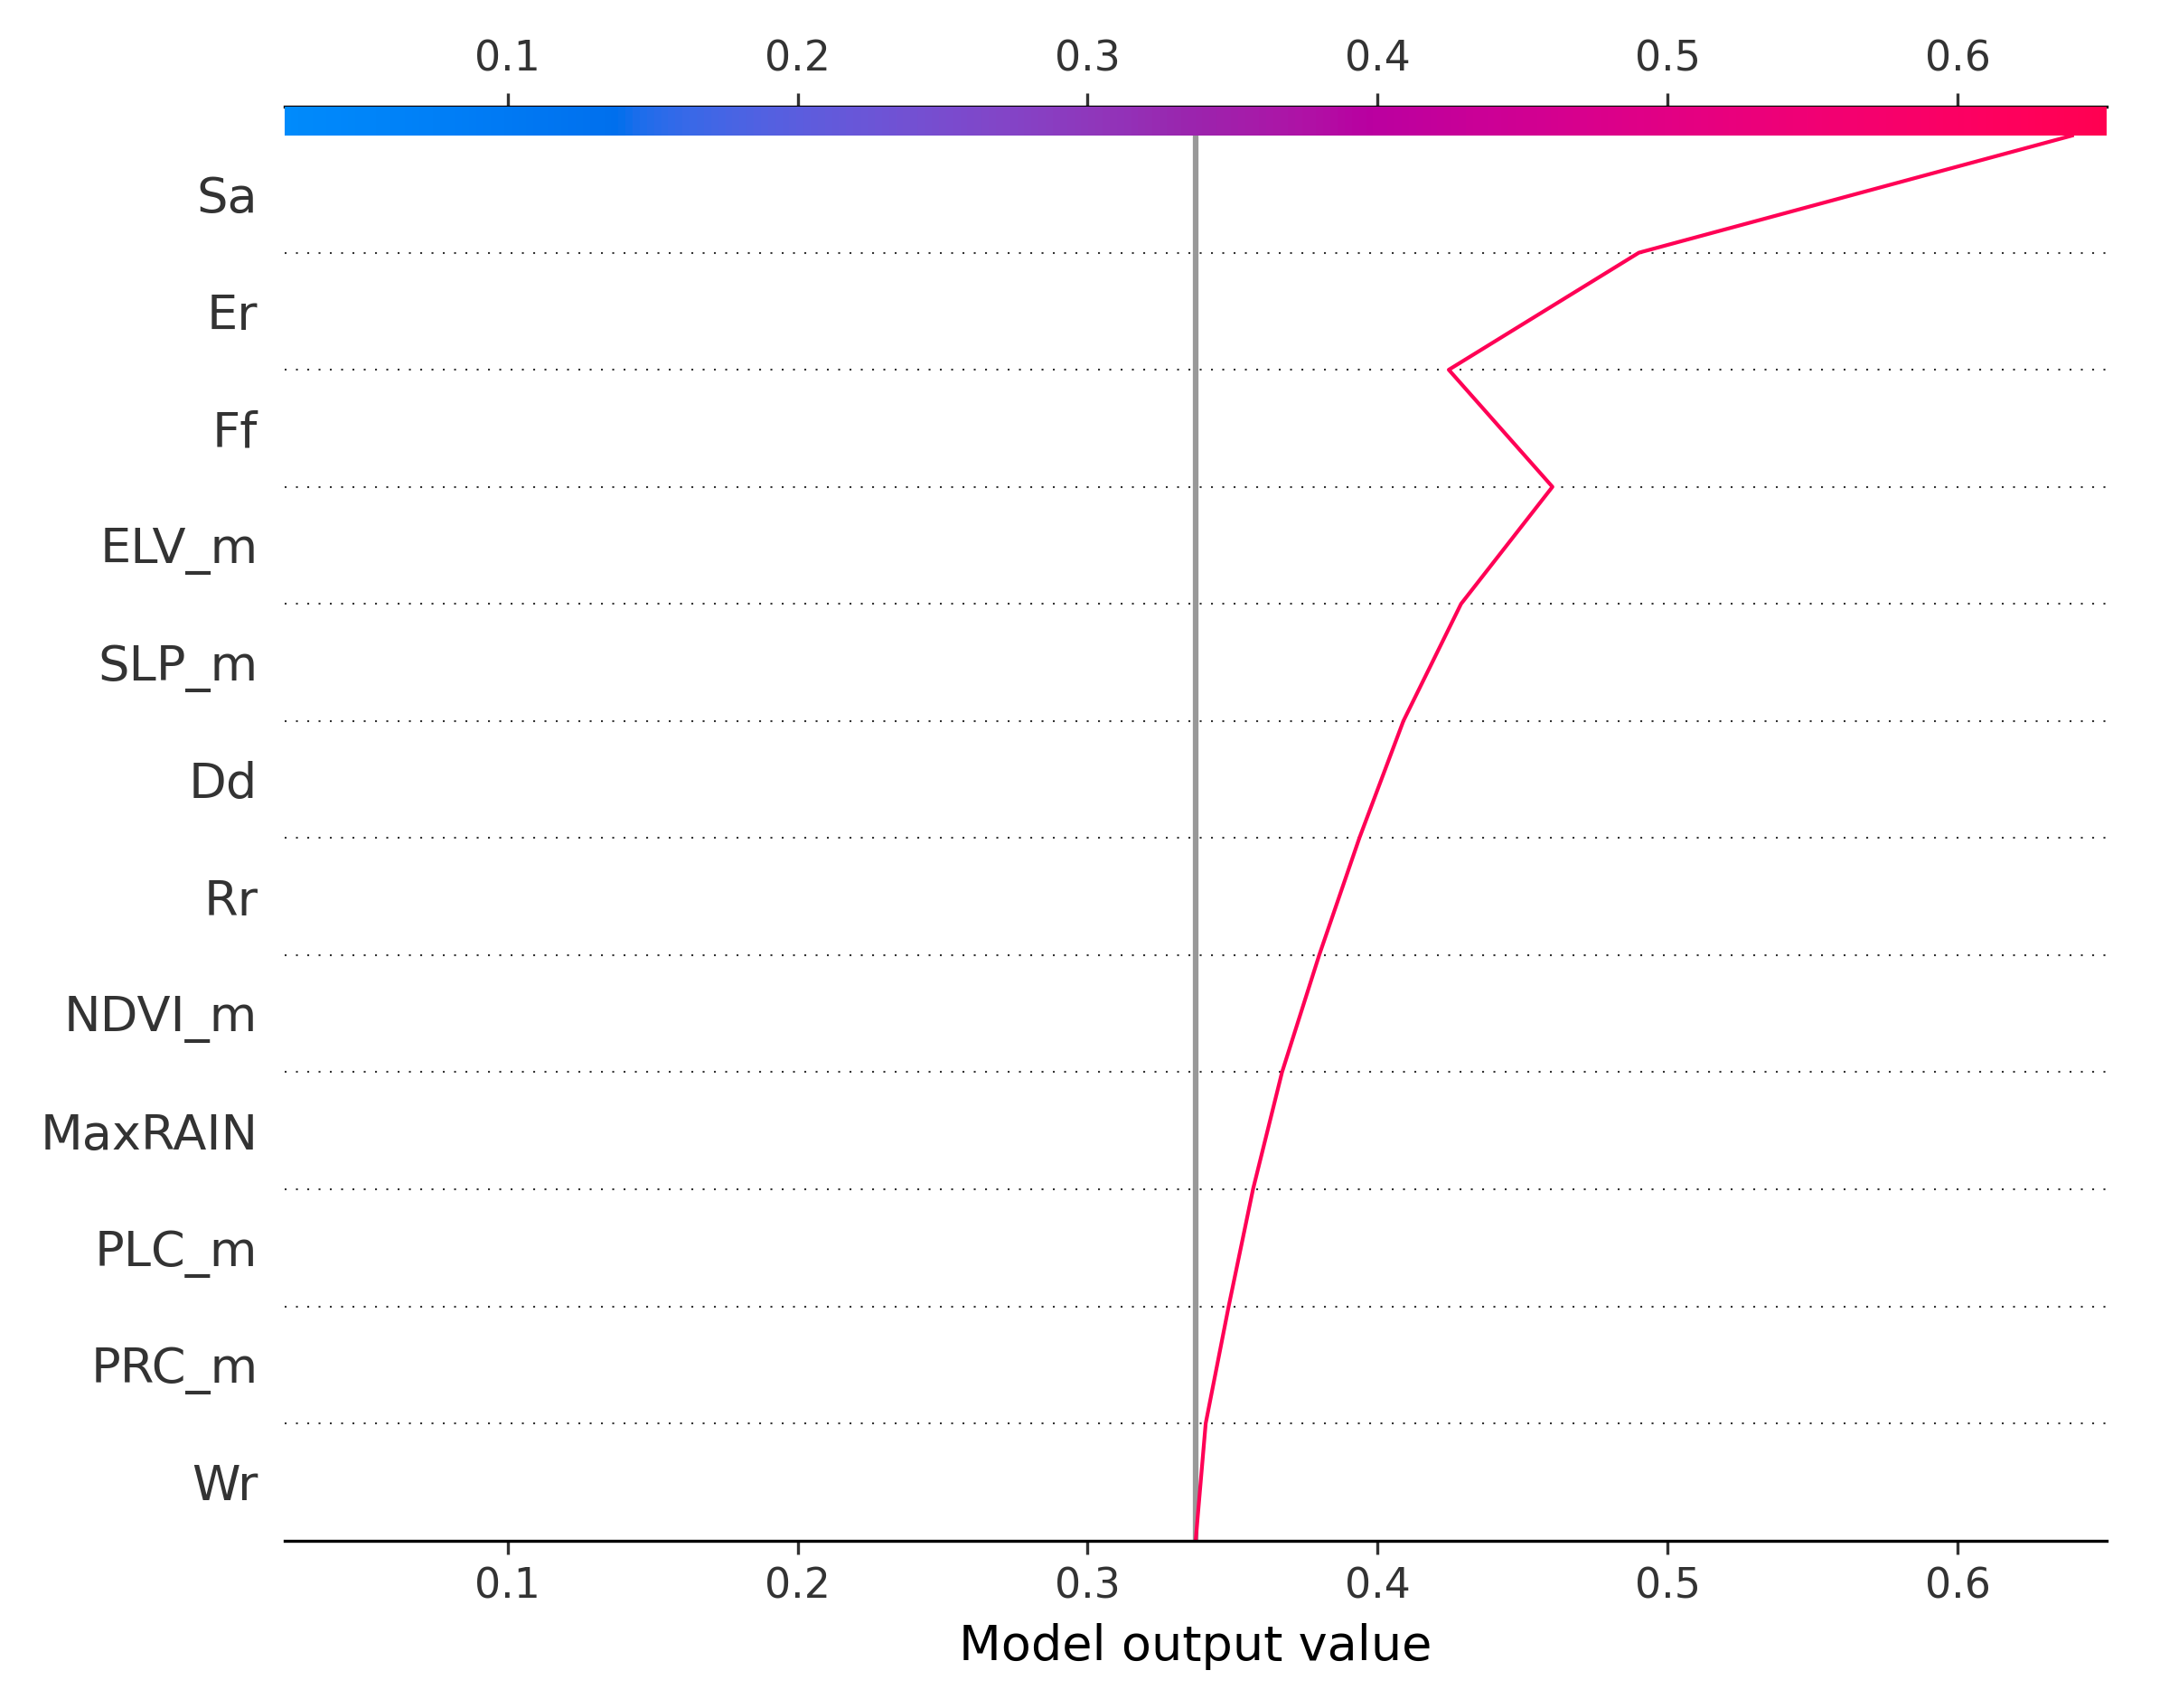 0.1 0.2 0.3 0.4 0.5 0.6
Sa
Er
Ff
ELV_m
SLP_m
Dd
Rr
NDVI_m
MaxRAIN
PLC_m
PRC_m
Wr
0.1 0.2 0.3 0.4 0.5 0.6
Model output value